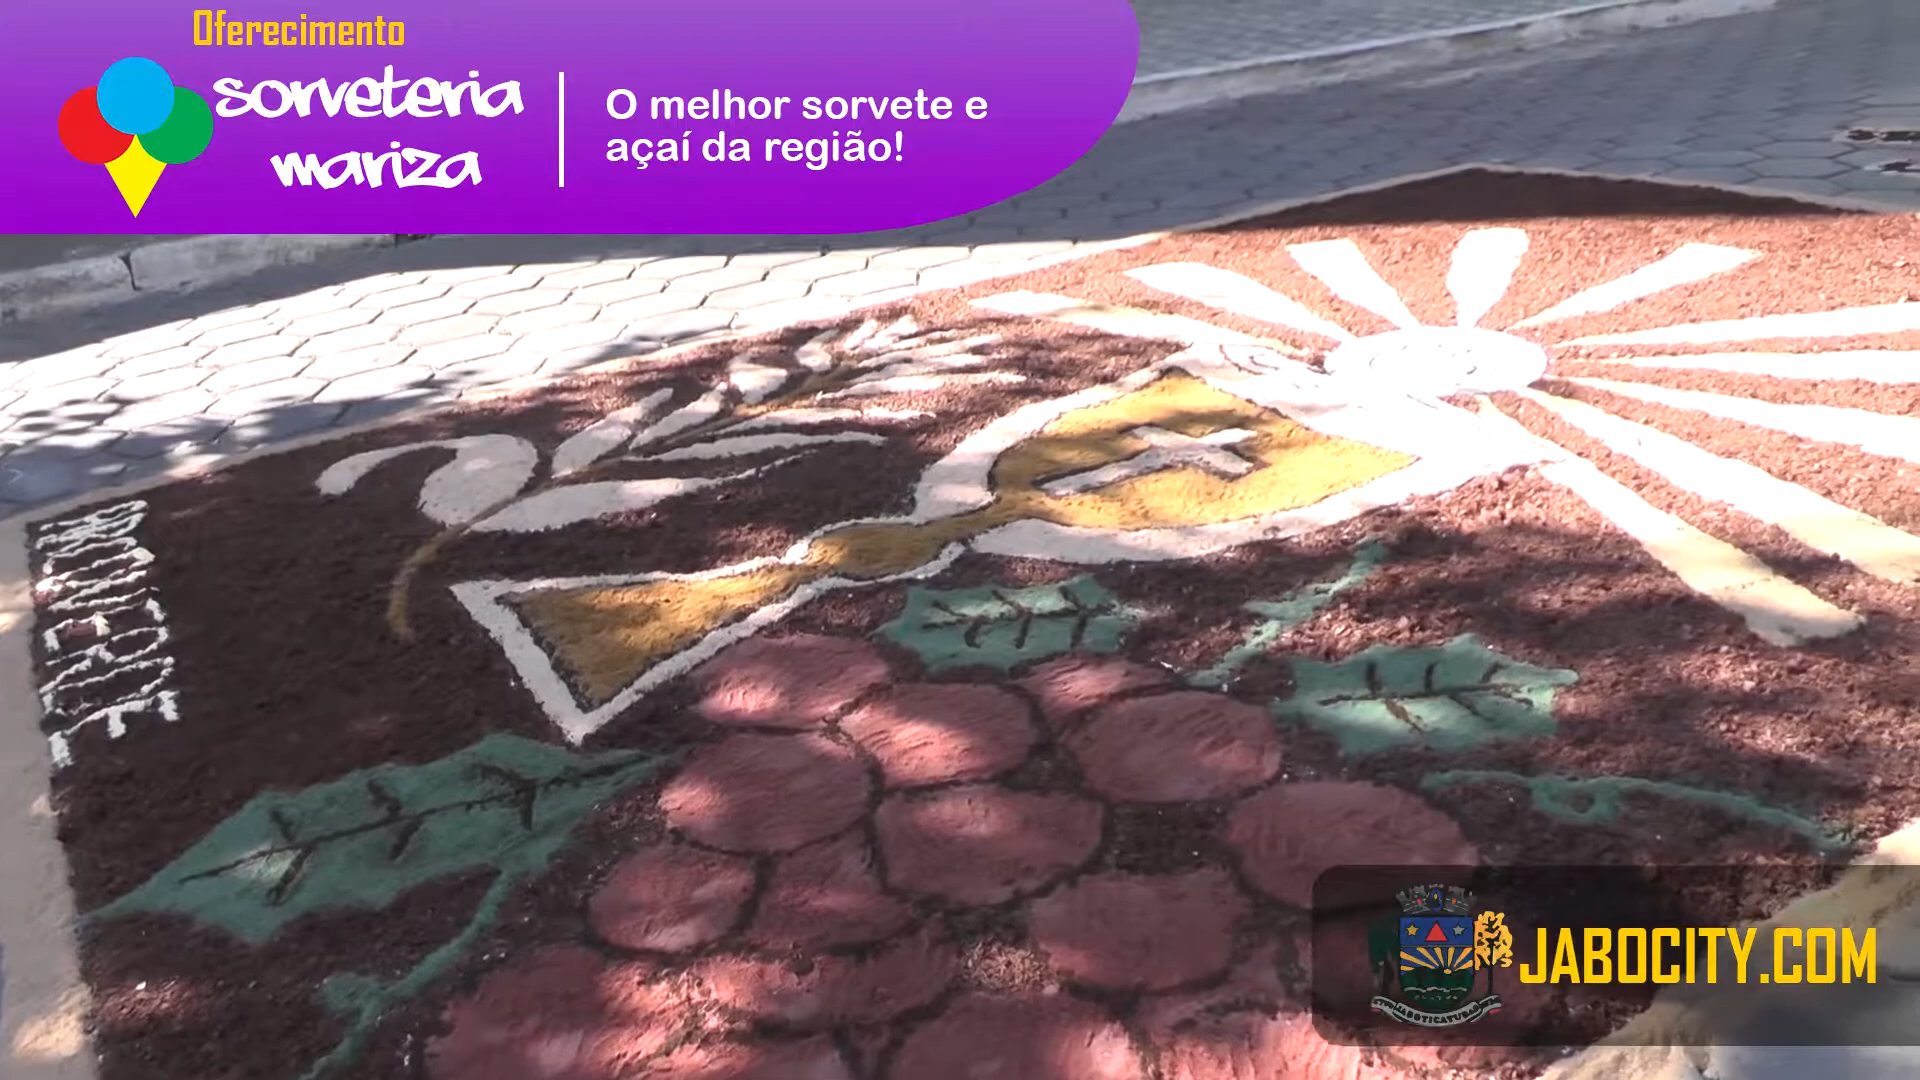 Oferecimento
sorveteria
mariza
O melhor sorvete e
açaí da região!
JABOCITY.COM